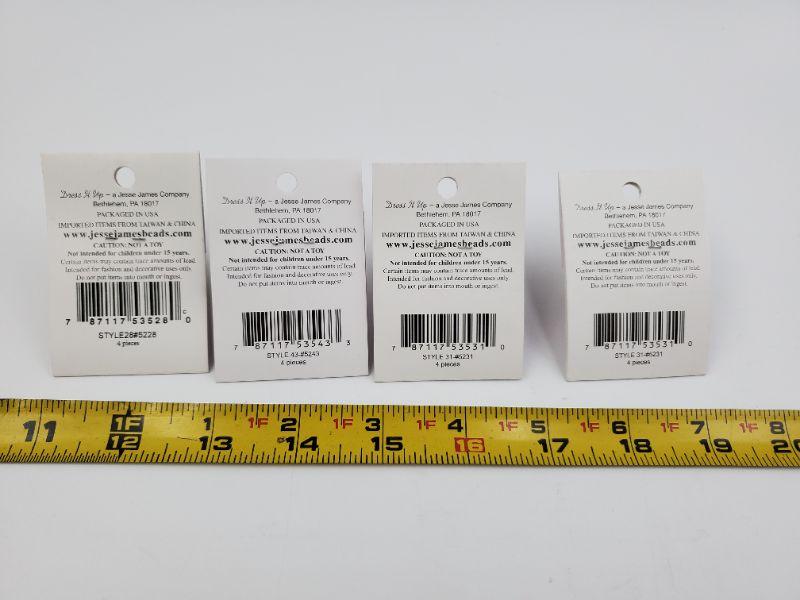 Dress It Up – a Jesse James Company
Bethlehem, PA 18017
PACKAGED IN USA
IMPORTED ITEMS FROM TAIWAN & CHINA
www.jessejamesbeads.com
CAUTION: NOT A TOY
Not intended for children under 15 years.
Certain items may contain trace amounts of lead.
Intended for fashion and decorative uses only.
Do not put items into mouth or ingest.
7 87117 53528 0
STYLE28#5228
4 pieces
Dress It Up – a Jesse James Company
Bethlehem, PA 18017
PACKAGED IN USA
IMPORTED ITEMS FROM TAIWAN & CHINA
www.jessejamesbeads.com
CAUTION: NOT A TOY
Not intended for children under 15 years.
Certain items may contain trace amounts of lead.
Intended for fashion and decorative uses only.
Do not put items into mouth or ingest.
7 87117 53543 3
STYLE 43-#5243
4 pieces
Dress It Up – a Jesse James Company
Bethlehem, PA 18017
PACKAGED IN USA
IMPORTED ITEMS FROM TAIWAN & CHINA
www.jessejamesbeads.com
CAUTION: NOT A TOY
Not intended for children under 15 years.
Certain items may contain trace amounts of lead.
Intended for fashion and decorative uses only.
Do not put items into mouth or ingest.
7 87117 53531 0
STYLE 31-#5231
4 pieces
Dress It Up – a Jesse James Company
Bethlehem, PA 18017
PACKAGED IN USA
IMPORTED ITEMS FROM TAIWAN & CHINA
www.jessejamesbeads.com
CAUTION: NOT A TOY
Not intended for children under 15 years.
Certain items may contain trace amounts of lead.
Intended for fashion and decorative uses only.
Do not put items into mouth or ingest.
7 87117 53531 0
STYLE 31-#5231
4 pieces
1F 1 1F 2 1F 3 1F 4 1F 5 1F 6 1F 7 1F 8
11 12 13 14 15 16 17 18 19 20